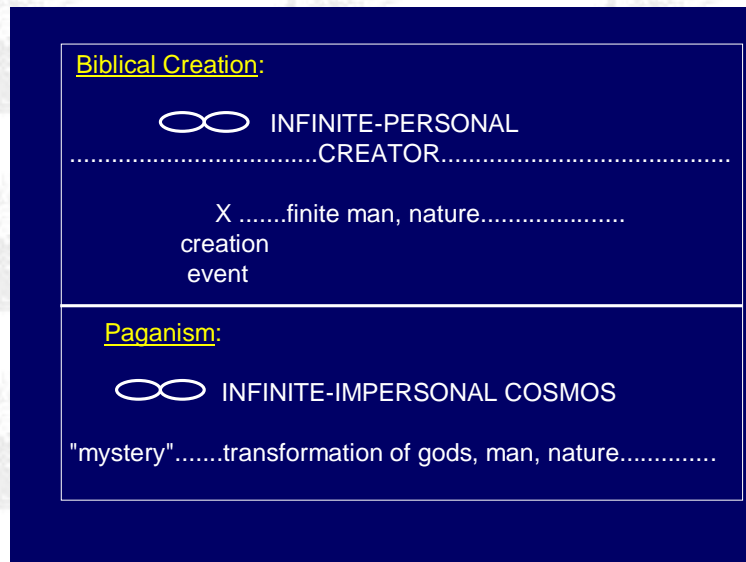 Biblical Creation:
INFINITE-PERSONAL
...................................CREATOR.........................................
X .......finite man, nature.....................
creation
event
Paganism:
INFINITE-IMPERSONAL COSMOS
"mystery".......transformation of gods, man, nature..............